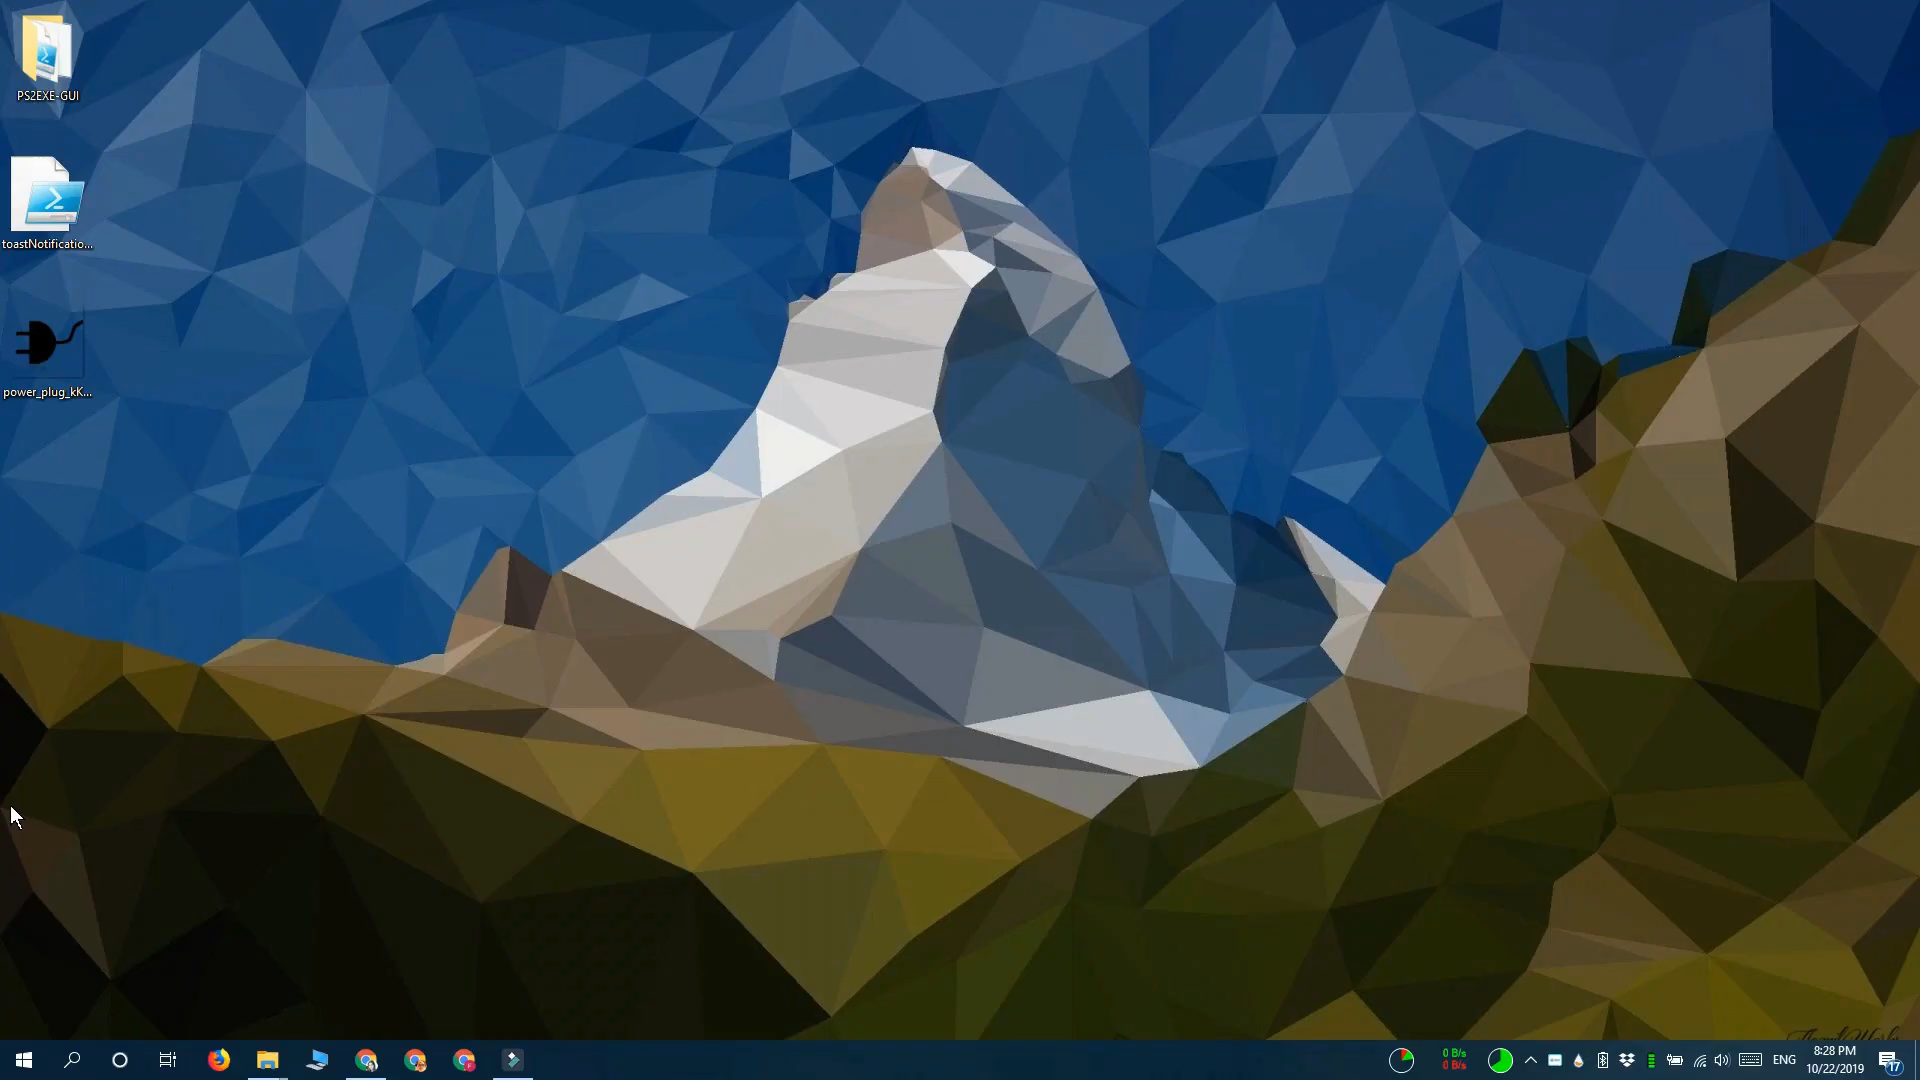 PS2EXE-GUI
toastNotificatio...
power_plug_kK...
0 B/s
0 B/s
ENG
8:28 PM
10/22/2019
17